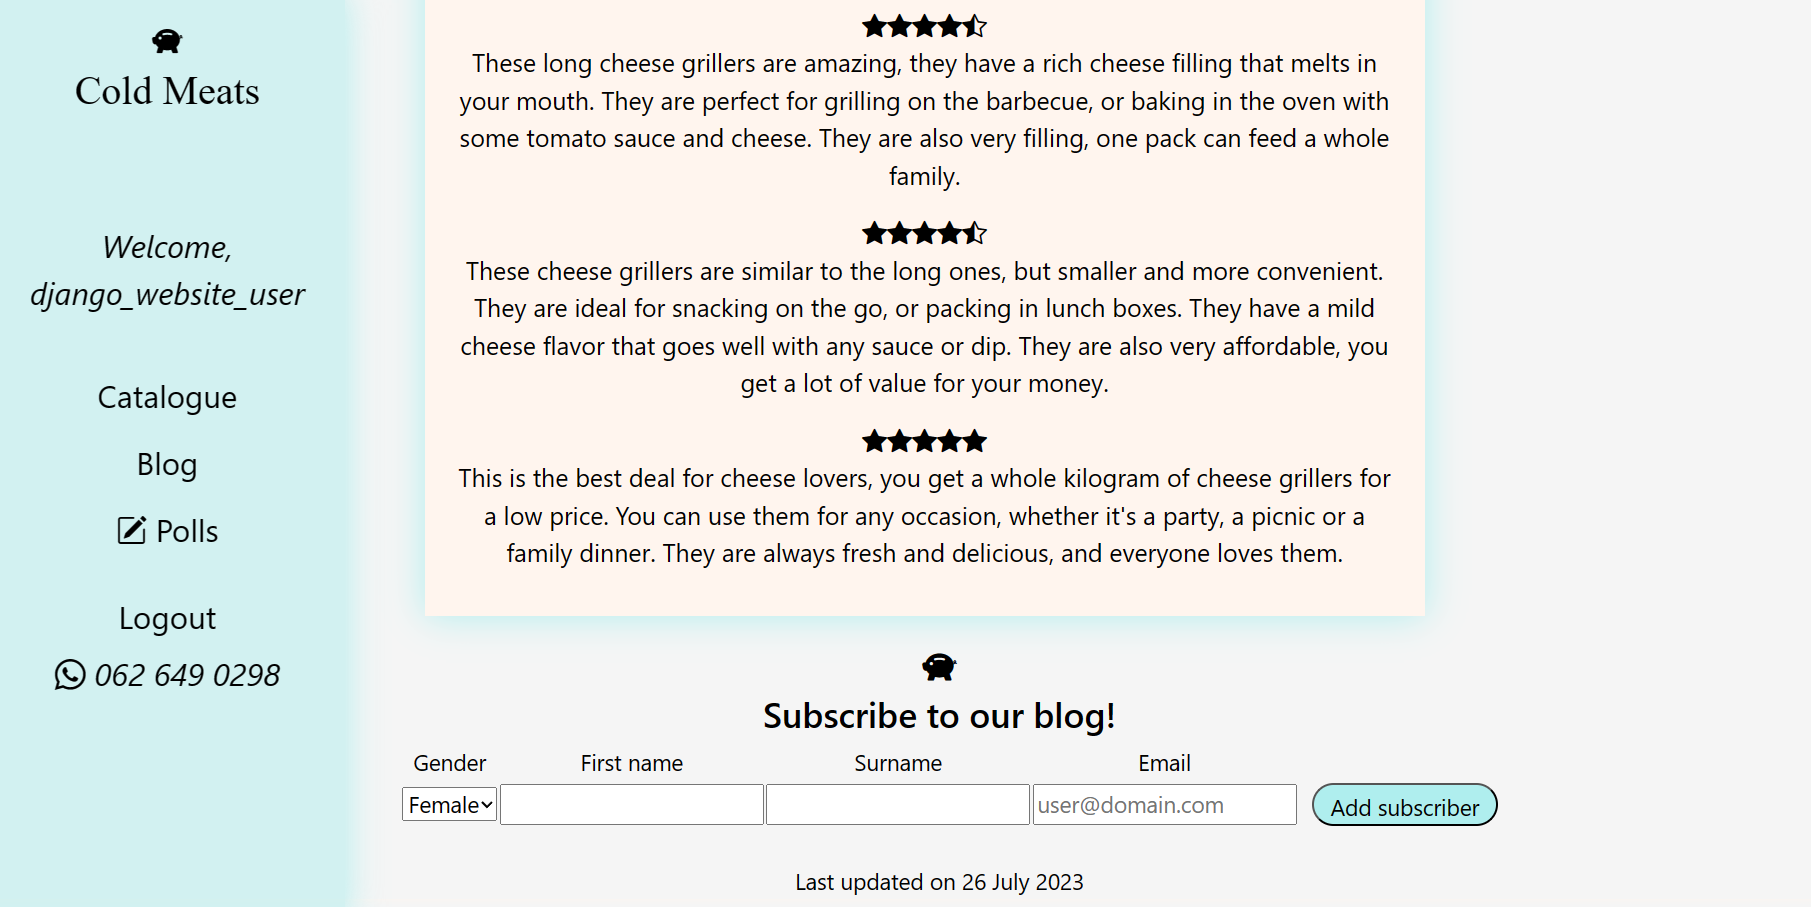 Cold Meats
Welcome,
django_website_user
Catalogue
Blog
Polls
Logout
062 649 0298
These long cheese grillers are amazing, they have a rich cheese filling that melts in
your mouth. They are perfect for grilling on the barbecue, or baking in the oven with
some tomato sauce and cheese. They are also very filling, one pack can feed a whole
family.
These cheese grillers are similar to the long ones, but smaller and more convenient.
They are ideal for snacking on the go, or packing in lunch boxes. They have a mild
cheese flavor that goes well with any sauce or dip. They are also very affordable, you
get a lot of value for your money.
This is the best deal for cheese lovers, you get a whole kilogram of cheese grillers for
a low price. You can use them for any occasion, whether it's a party, a picnic or a
family dinner. They are always fresh and delicious, and everyone loves them.
Subscribe to our blog!
Gender First name Surname Email
Female user@domain.com Add subscriber
Last updated on 26 July 2023